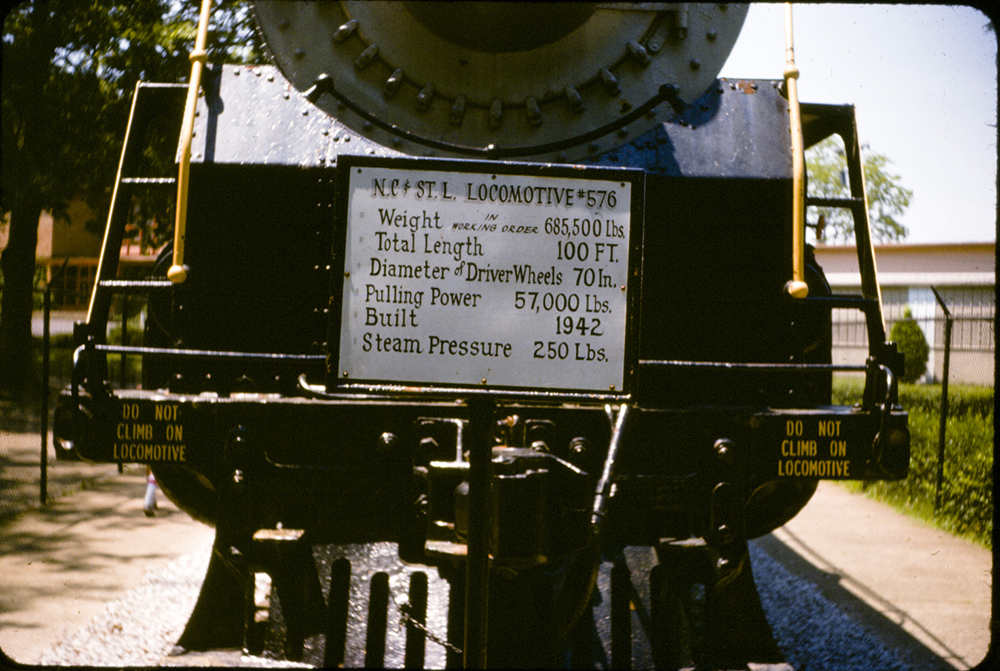 N.C & ST. L. LOCOMOTIVE #576
Weight IN WORKING ORDER 685,500 Lbs.
Total Length 100 FT.
Diameter of Driver Wheels 70 In.
Pulling Power 57,000 Lbs.
Built 1942
Steam Pressure 250 Lbs.
DO NOT
CLIMB ON
LOCOMOTIVE
DO NOT
CLIMB ON
LOCOMOTIVE